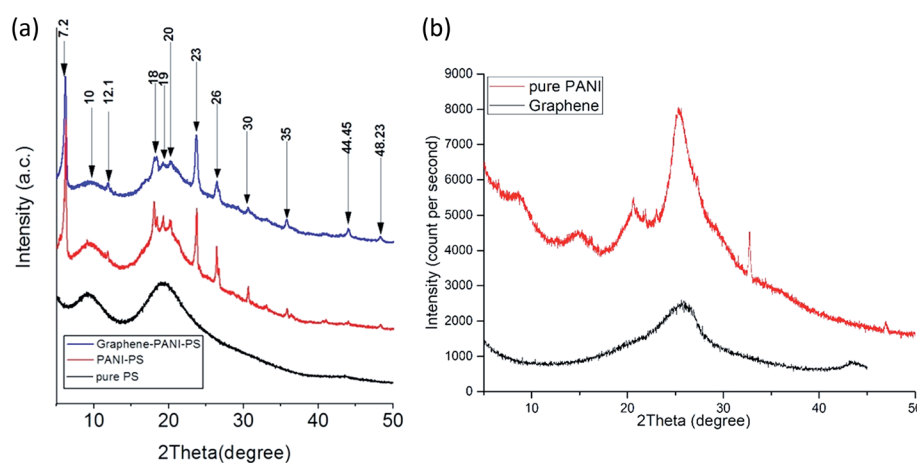 (a)
7.2
10
12.1
18
19
20
23
26
30
35
44.45
48.23
Intensity (a.c.)
Graphene-PANI-PS
PANI-PS
pure PS
10 20 30 40 50
2Theta(degree)
(b)
9000
8000
7000
6000
5000
4000
3000
2000
1000
0
Intensity (count per second)
pure PANI
Graphene
10 20 30 40 50
2Theta (degree)